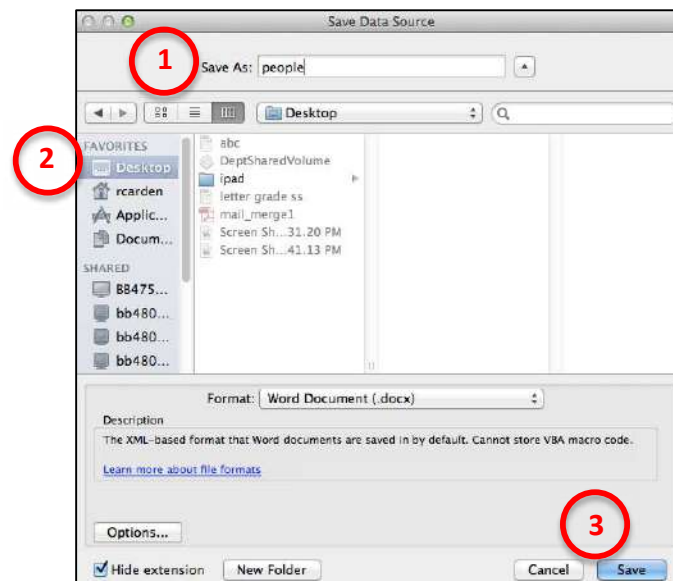 Save Data Source
1
Save As: people
Desktop
2
FAVORITES
Desktop
rcarden
Applic...
Docum...
SHARED
BB475...
bb480...
bb480...
bb480...
abc
DeptSharedVolume
ipad
letter grade ss
mail_merge1
Screen Sh...31.20 PM
Screen Sh...41.13 PM
Format: Word Document (.docx)
Description
The XML-based format that Word documents are saved in by default. Cannot store VBA macro code.
Learn more about file formats
Options...
3
Hide extension New Folder Cancel Save